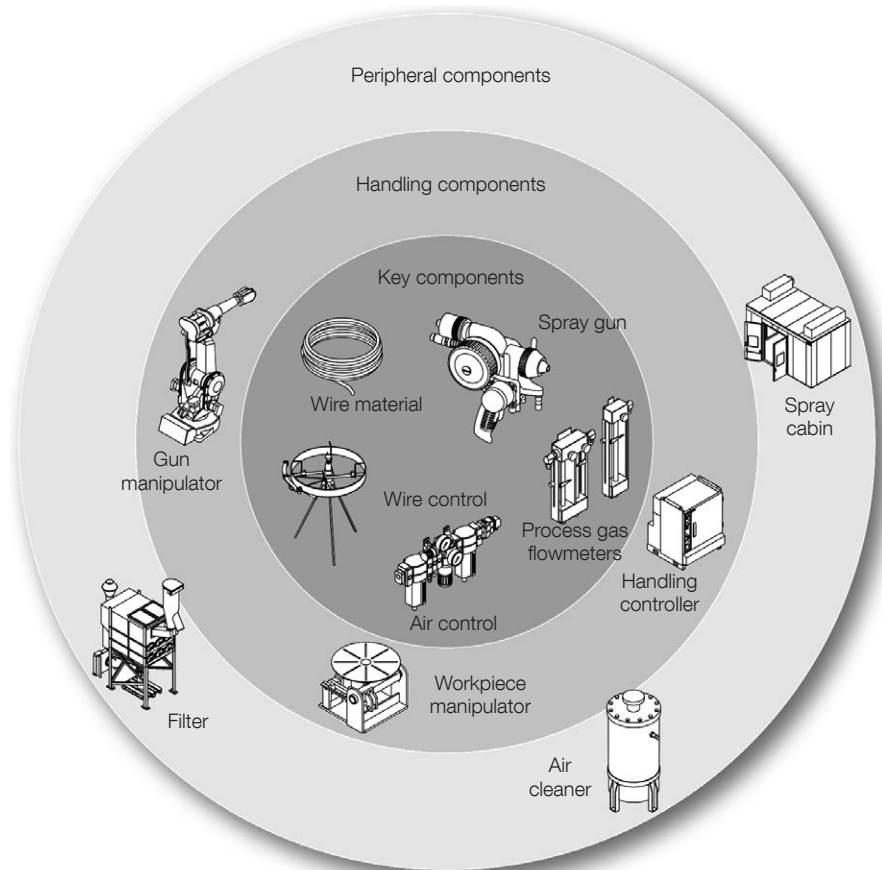 Peripheral components
Handling components
Key components
Spray gun
Wire material
Spray
cabin
Gun
manipulator
Wire control
Process gas
flowmeters
Handling
controller
Air control
Workpiece
manipulator
Filter
Air
cleaner